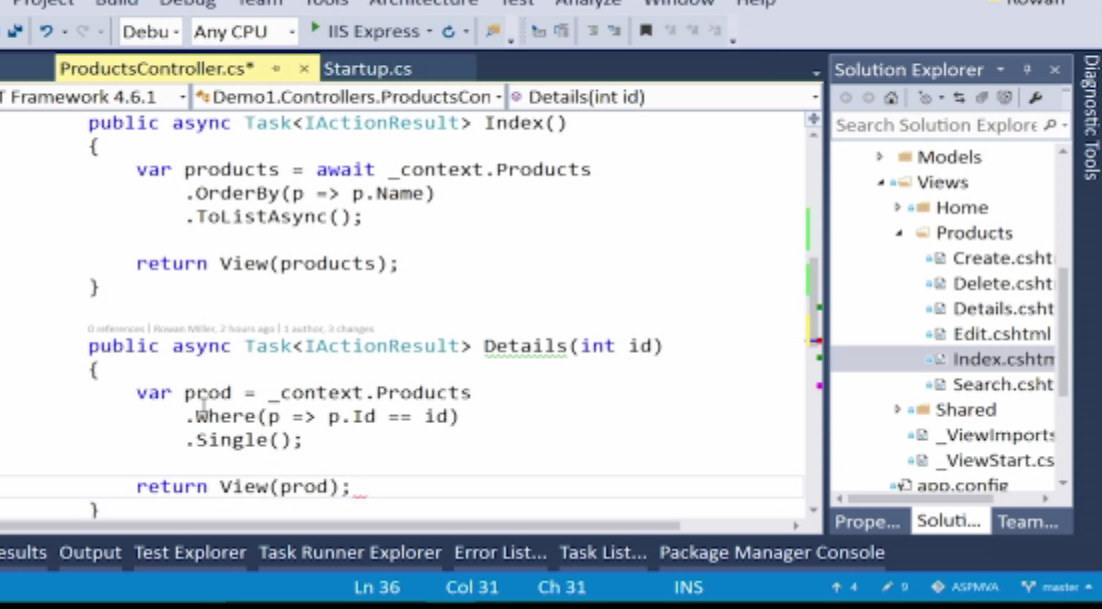 Project Build Debug Team Tools Architecture Test Analyze Window Help Rowan
Debu Any CPU IIS Express
ProductsController.cs* Startup.cs
T Framework 4.6.1 Demo1.Controllers.ProductsCon Details(int id)
public async Task<IActionResult> Index()
{
var products = await _context.Products
.OrderBy(p => p.Name)
.ToListAsync();
return View(products);
}
0 references | Rowan Miller, 2 hours ago | 1 author, 3 changes
public async Task<IActionResult> Details(int id)
{
var prod = _context.Products
.Where(p => p.Id == id)
.Single();
return View(prod);
}
Solution Explorer
Search Solution Explore
Models
Views
Home
Products
Create.csht
Delete.csht
Details.csht
Edit.cshtml
Index.cshtm
Search.csht
Shared
_ViewImports
_ViewStart.cs
app.config
Prope... Soluti... Team...
Diagnostic Tools
esults Output Test Explorer Task Runner Explorer Error List... Task List... Package Manager Console
Ln 36 Col 31 Ch 31 INS 4 9 ASPMVA master